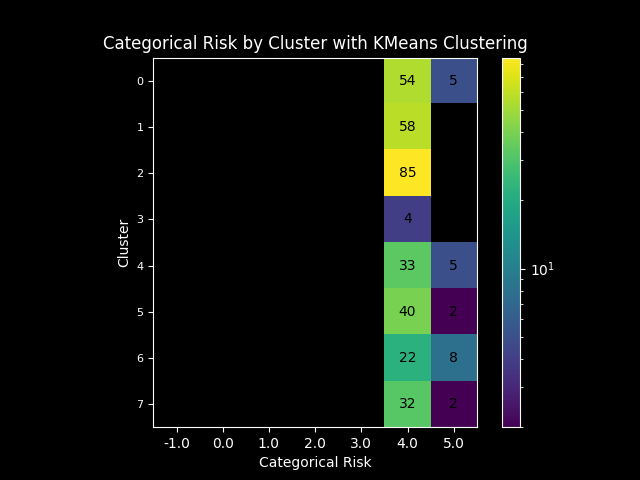 Categorical Risk by Cluster with KMeans Clustering
0 54 5
1 58
2 85
3 4
4 33 5
5 40 2
6 22 8
7 32 2
-1.0 0.0 1.0 2.0 3.0 4.0 5.0
Categorical Risk
Cluster
10¹